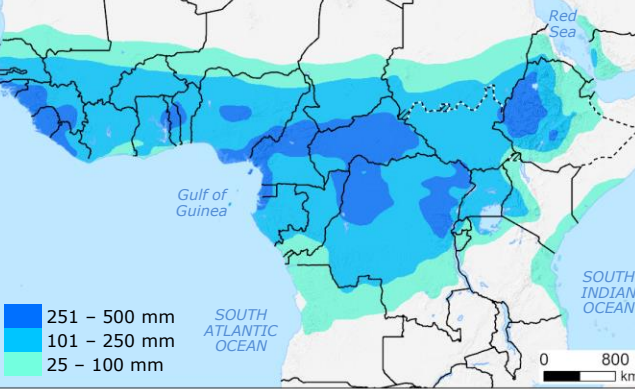 Red
Sea
Gulf of
Guinea
SOUTH
ATLANTIC
OCEAN
SOUTH
INDIAN
OCEAN
251 – 500 mm
101 – 250 mm
25 – 100 mm
0 800
km